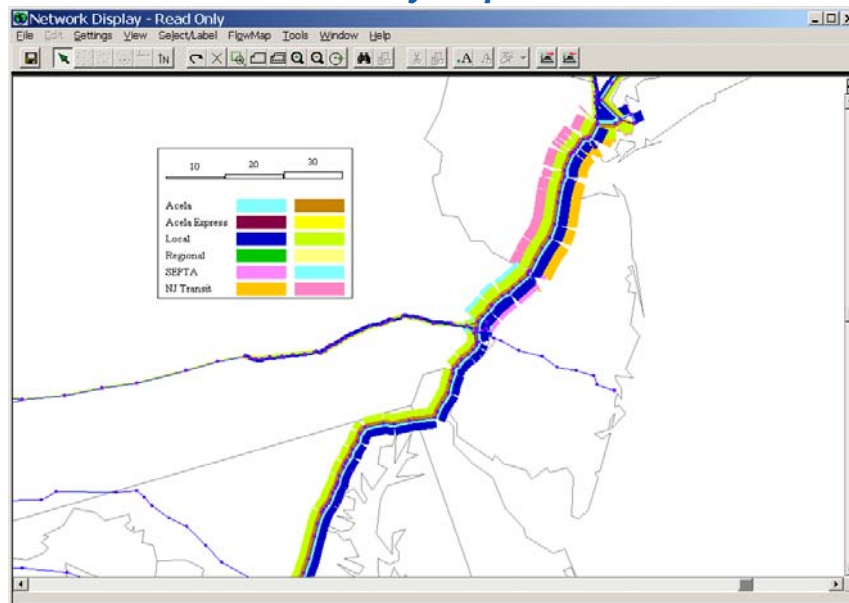 Network Display - Read Only
File Edit Settings View Select/Label FlowMap Tools Window Help
10 20 30
Acela
Acela Express
Local
Regional
SEPTA
NJ Transit